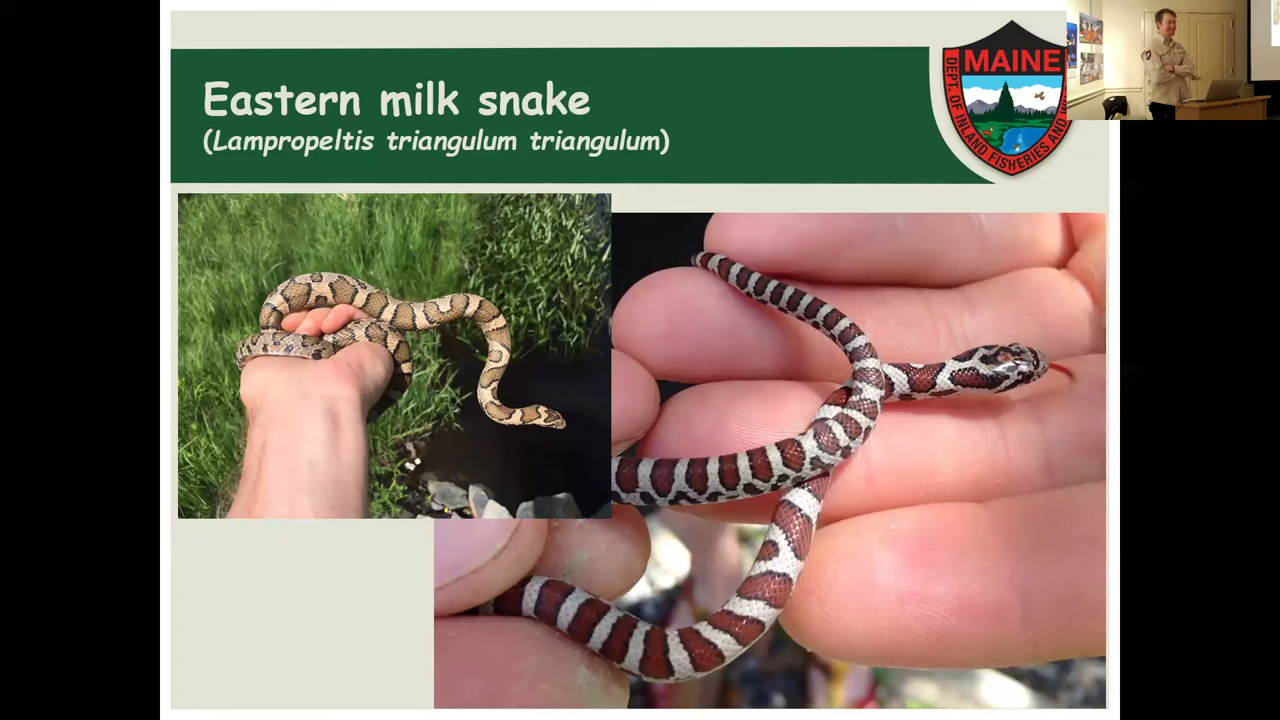 Eastern milk snake
(Lampropeltis triangulum triangulum)
MAINE
DEPT. OF INLAND FISHERIES AND